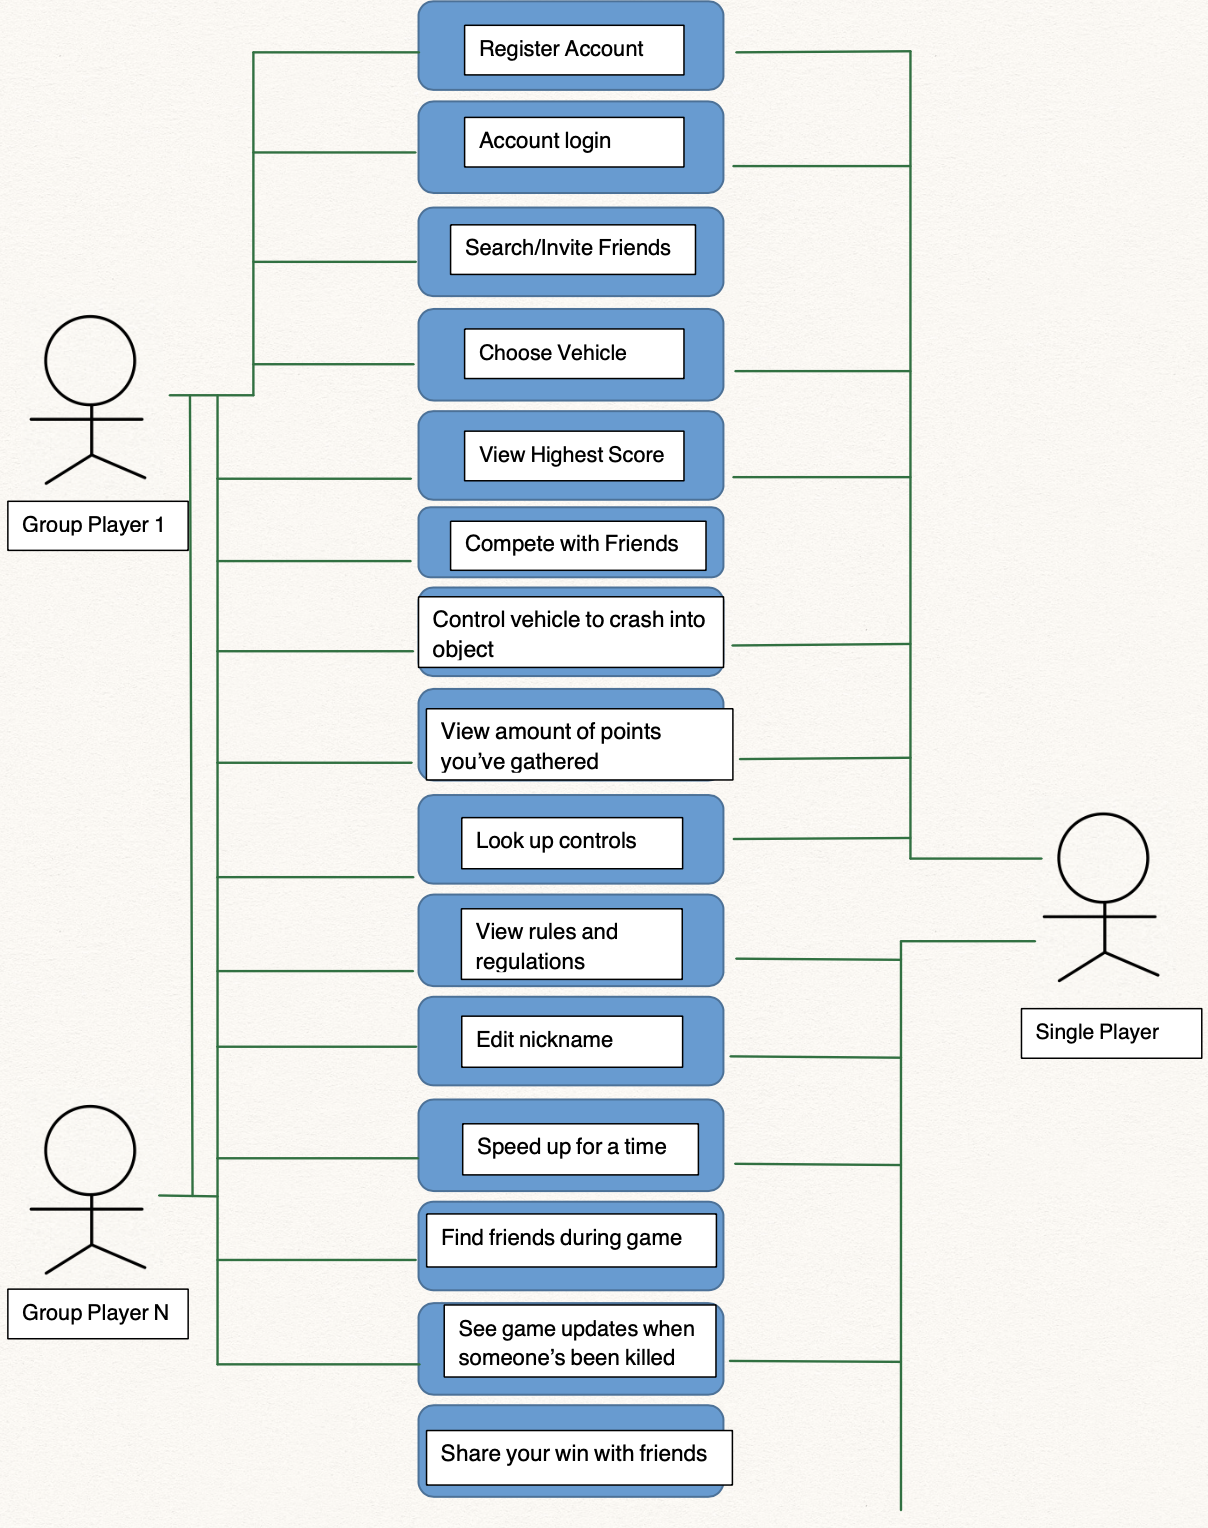 Register Account
Account login
Search/Invite Friends
Choose Vehicle
View Highest Score
Group Player 1
Compete with Friends
Control vehicle to crash into
object
View amount of points
you’ve gathered
Look up controls
View rules and
regulations
Edit nickname
Single Player
Speed up for a time
Find friends during game
Group Player N
See game updates when
someone’s been killed
Share your win with friends